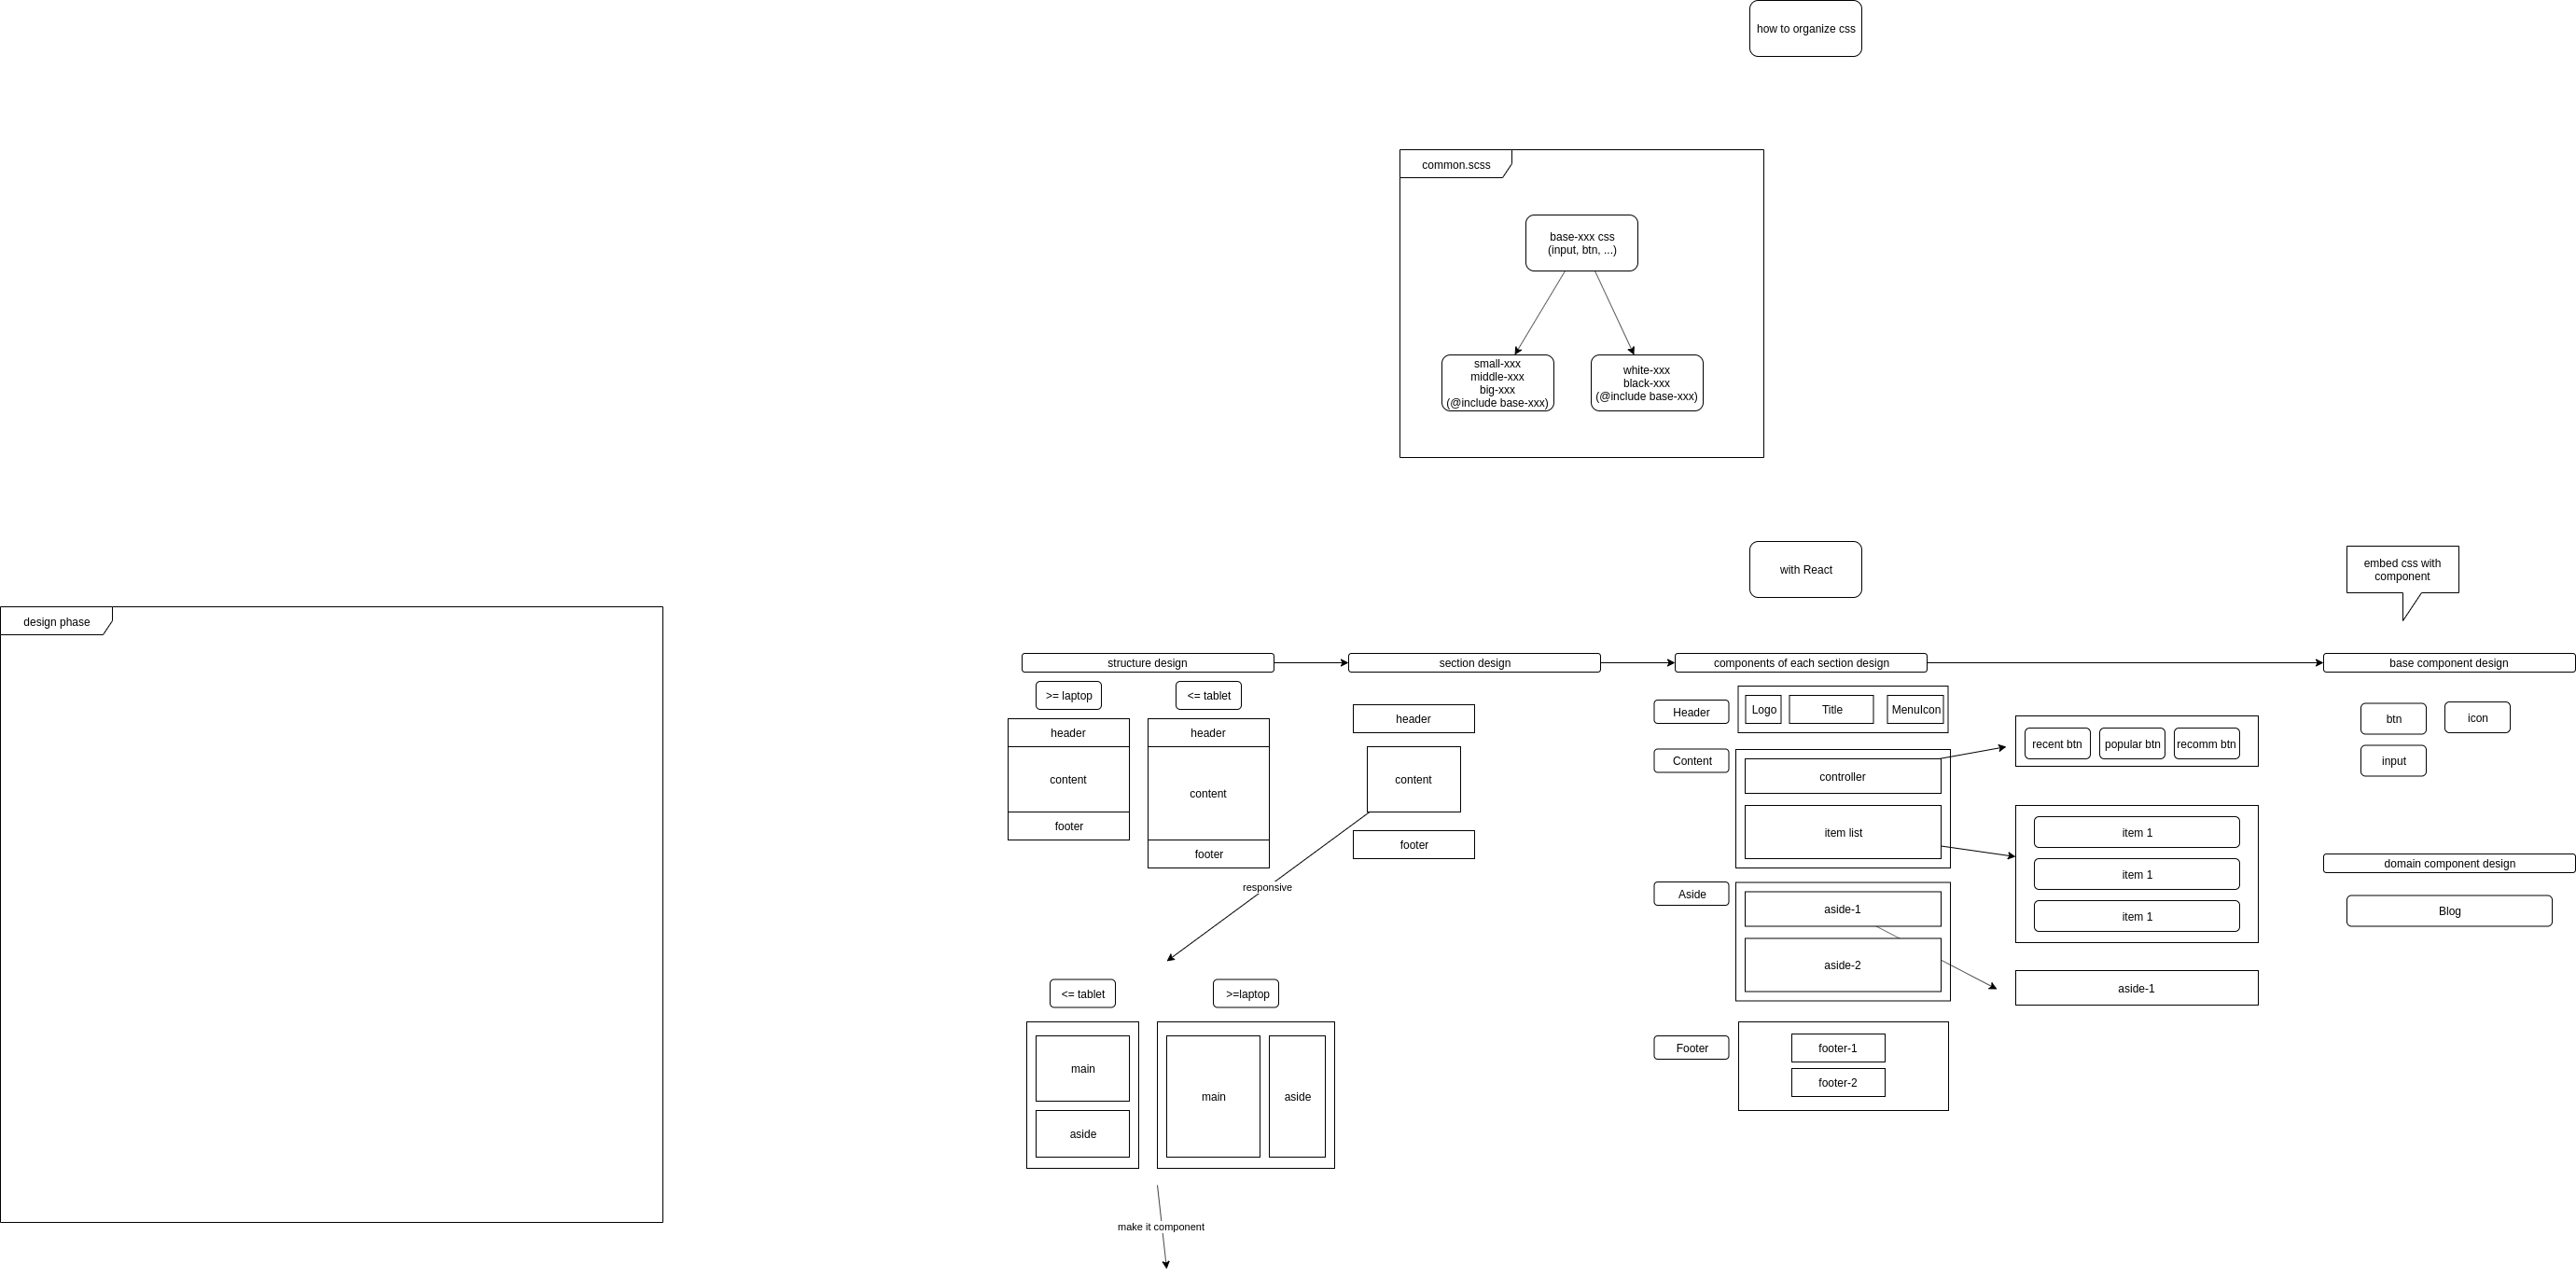 how to organize css
common.scss
base-xxx css
(input, btn, ...)
small-xxx
middle-xxx
big-xxx
(@include base-xxx)
white-xxx
black-xxx
(@include base-xxx)
with React
embed css with
component
design phase
structure design
section design
components of each section design
base component design
>= laptop
<= tablet
header
content
footer
header
content
footer
header
content
footer
responsive
<= tablet
>=laptop
main
aside
main
aside
make it component
Header
Logo
Title
MenuIcon
Content
controller
item list
Aside
aside-1
aside-2
Footer
footer-1
footer-2
recent btn
popular btn
recomm btn
item 1
item 1
item 1
aside-1
btn
icon
input
domain component design
Blog